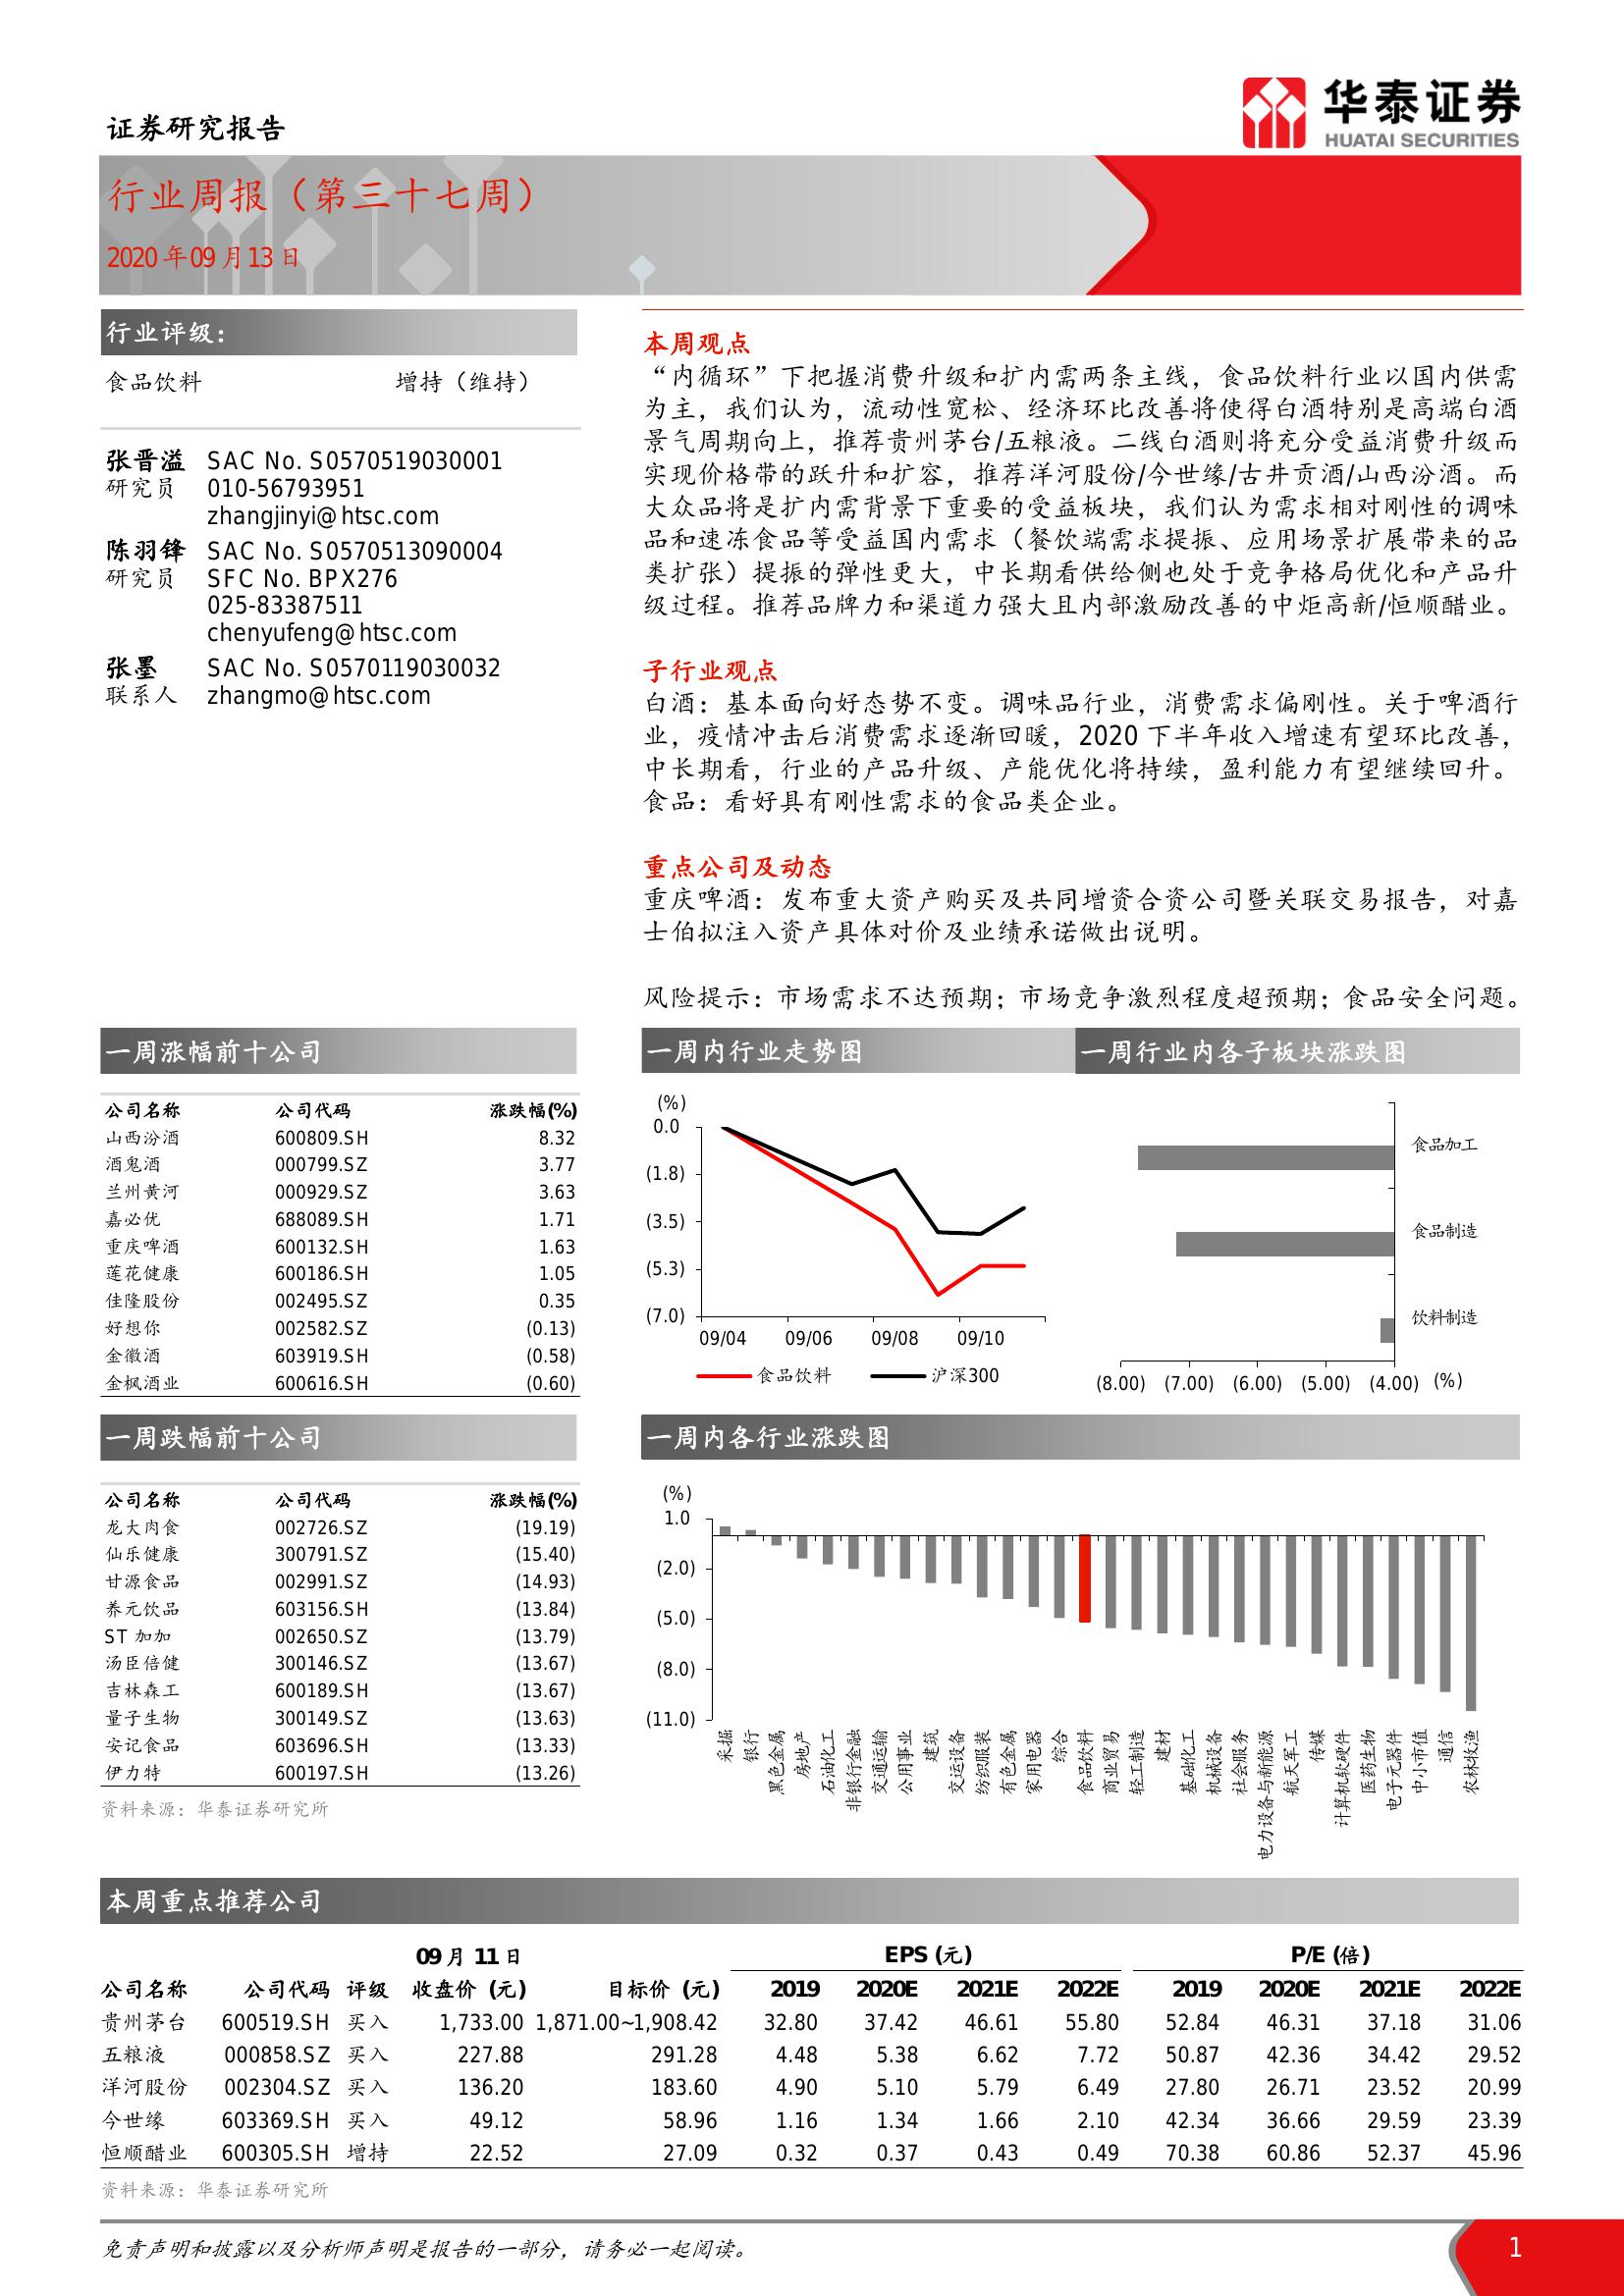 证券研究报告
华泰证券
HUATAI SECURITIES
行业周报（第三十七周）
2020年09月13日
行业评级：
食品饮料 增持（维持）
张晋溢 SAC No. S0570519030001
研究员 010-56793951
zhangjinyi@htsc.com
陈羽锋 SAC No. S0570513090004
研究员 SFC No. BPX276
025-83387511
chenyufeng@htsc.com
张墨 SAC No. S0570119030032
联系人 zhangmo@htsc.com
本周观点
“内循环”下把握消费升级和扩内需两条主线，食品饮料行业以国内供需
为主，我们认为，流动性宽松、经济环比改善将使得白酒特别是高端白酒
景气周期向上，推荐贵州茅台/五粮液。二线白酒则将充分受益消费升级而
实现价格带的跃升和扩容，推荐洋河股份/今世缘/古井贡酒/山西汾酒。而
大众品将是扩内需背景下重要的受益板块，我们认为需求相对刚性的调味
品和速冻食品等受益国内需求（餐饮端需求提振、应用场景扩展带来的品
类扩张）提振的弹性更大，中长期看供给侧也处于竞争格局优化和产品升
级过程。推荐品牌力和渠道力强大且内部激励改善的中炬高新/恒顺醋业。
子行业观点
白酒：基本面向好态势不变。调味品行业，消费需求偏刚性。关于啤酒行
业，疫情冲击后消费需求逐渐回暖，2020下半年收入增速有望环比改善，
中长期看，行业的产品升级、产能优化将持续，盈利能力有望继续回升。
食品：看好具有刚性需求的食品类企业。
重点公司及动态
重庆啤酒：发布重大资产购买及共同增资合资公司暨关联交易报告，对嘉
士伯拟注入资产具体对价及业绩承诺做出说明。
风险提示：市场需求不达预期；市场竞争激烈程度超预期；食品安全问题。
一周涨幅前十公司
公司名称 公司代码 涨跌幅(%)
山西汾酒 600809.SH 8.32
酒鬼酒 000799.SZ 3.77
兰州黄河 000929.SZ 3.63
嘉必优 688089.SH 1.71
重庆啤酒 600132.SH 1.63
莲花健康 600186.SH 1.05
佳隆股份 002495.SZ 0.35
好想你 002582.SZ (0.13)
金徽酒 603919.SH (0.58)
金枫酒业 600616.SH (0.60)
一周内行业走势图
(%)
0.0
(1.8)
(3.5)
(5.3)
(7.0)
09/04 09/06 09/08 09/10
食品饮料 沪深300
一周行业内各子板块涨跌图
食品加工
食品制造
饮料制造
(8.00) (7.00) (6.00) (5.00) (4.00) (%)
一周跌幅前十公司
公司名称 公司代码 涨跌幅(%)
龙大肉食 002726.SZ (19.19)
仙乐健康 300791.SZ (15.40)
甘源食品 002991.SZ (14.93)
养元饮品 603156.SH (13.84)
ST加加 002650.SZ (13.79)
汤臣倍健 300146.SZ (13.67)
吉林森工 600189.SH (13.67)
量子生物 300149.SZ (13.63)
安记食品 603696.SH (13.33)
伊力特 600197.SH (13.26)
资料来源：华泰证券研究所
一周内各行业涨跌图
(%)
1.0
(2.0)
(5.0)
(8.0)
(11.0)
采掘
银行
黑色金属
房地产
石油化工
非银行金融
交通运输
公用事业
建筑
交运设备
纺织服装
有色金属
家用电器
综合
食品饮料
商业贸易
轻工制造
建材
基础化工
机械设备
社会服务
电力设备与新能源
航天军工
传媒
计算机软硬件
医药生物
电子元器件
中小市值
通信
农林牧渔
本周重点推荐公司
09月11日 EPS (元) P/E (倍)
公司名称 公司代码 评级 收盘价 (元) 目标价 (元) 2019 2020E 2021E 2022E 2019 2020E 2021E 2022E
贵州茅台 600519.SH 买入 1,733.00 1,871.00~1,908.42 32.80 37.42 46.61 55.80 52.84 46.31 37.18 31.06
五粮液 000858.SZ 买入 227.88 291.28 4.48 5.38 6.62 7.72 50.87 42.36 34.42 29.52
洋河股份 002304.SZ 买入 136.20 183.60 4.90 5.10 5.79 6.49 27.80 26.71 23.52 20.99
今世缘 603369.SH 买入 49.12 58.96 1.16 1.34 1.66 2.10 42.34 36.66 29.59 23.39
恒顺醋业 600305.SH 增持 22.52 27.09 0.32 0.37 0.43 0.49 70.38 60.86 52.37 45.96
资料来源：华泰证券研究所
免责声明和披露以及分析师声明是报告的一部分，请务必一起阅读。
1